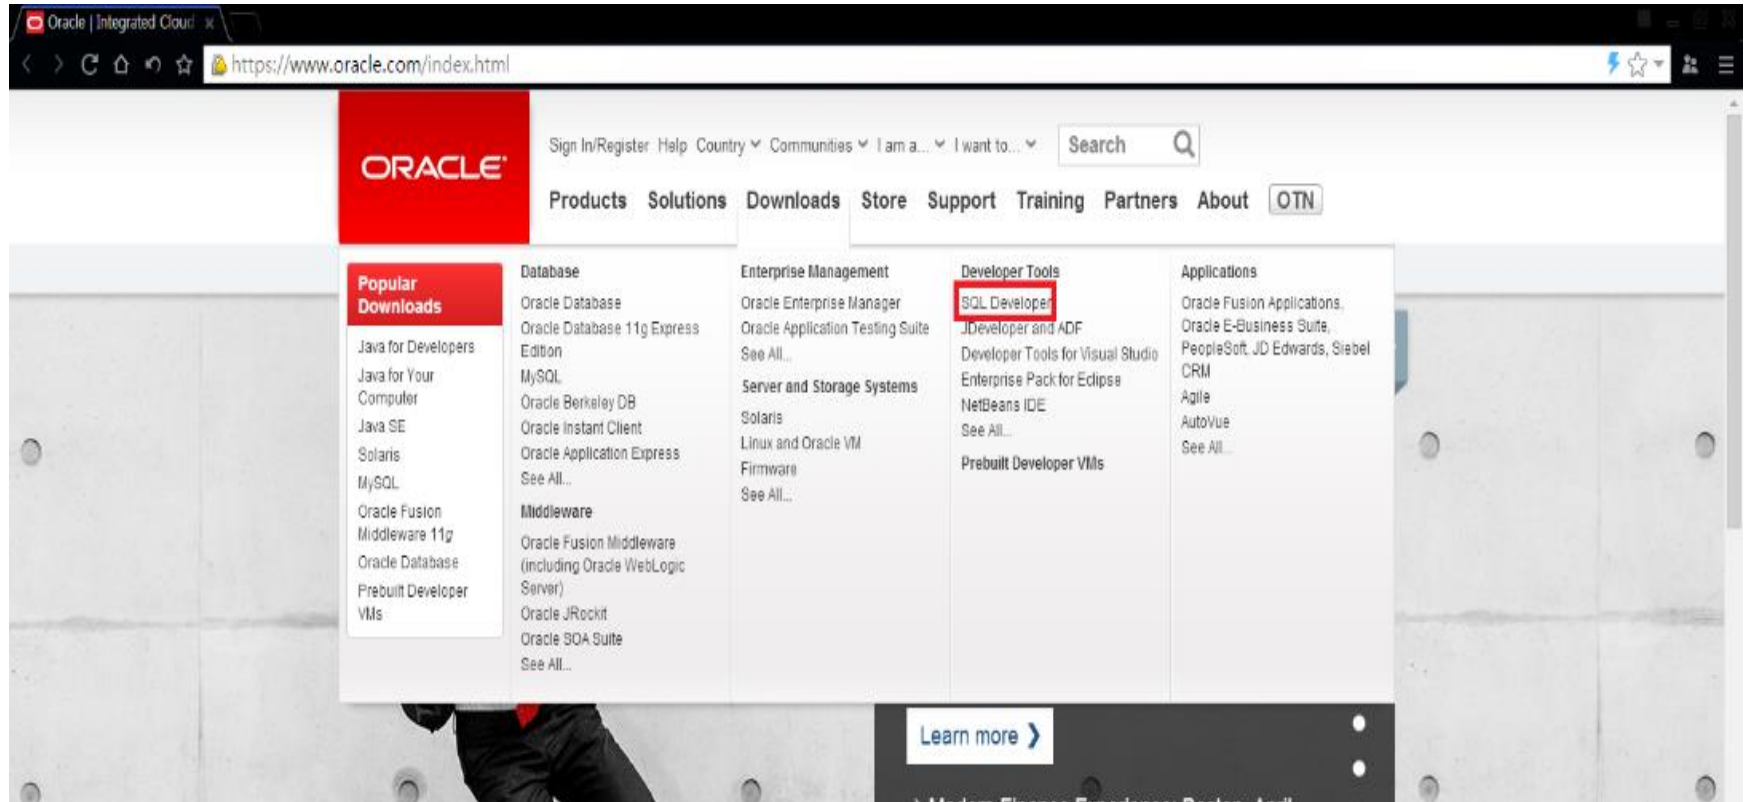 Oracle | Integrated Cloud
https://www.oracle.com/index.html
ORACLE
Sign In/Register Help Country Communities I am a... I want to... Search
Products Solutions Downloads Store Support Training Partners About OTN
Popular
Downloads
Java for Developers
Java for Your
Computer
Java SE
Solaris
MySQL
Oracle Fusion
Middleware 11g
Oracle Database
Prebuilt Developer
VMs
Database
Oracle Database
Oracle Database 11g Express
Edition
MySQL
Oracle Berkeley DB
Oracle Instant Client
Oracle Application Express
See All...
Middleware
Oracle Fusion Middleware
(including Oracle WebLogic
Server)
Oracle JRockit
Oracle SOA Suite
See All...
Enterprise Management
Oracle Enterprise Manager
Oracle Application Testing Suite
See All...
Server and Storage Systems
Solaris
Linux and Oracle VM
Firmware
See All...
Developer Tools
SQL Developer
JDeveloper and ADF
Developer Tools for Visual Studio
Enterprise Pack for Eclipse
NetBeans IDE
See All...
Prebuilt Developer VMs
Applications
Oracle Fusion Applications,
Oracle E-Business Suite,
PeopleSoft, JD Edwards, Siebel
CRM
Agile
AutoVue
See All...
Learn more
Modern Finance Experience: Boston, April